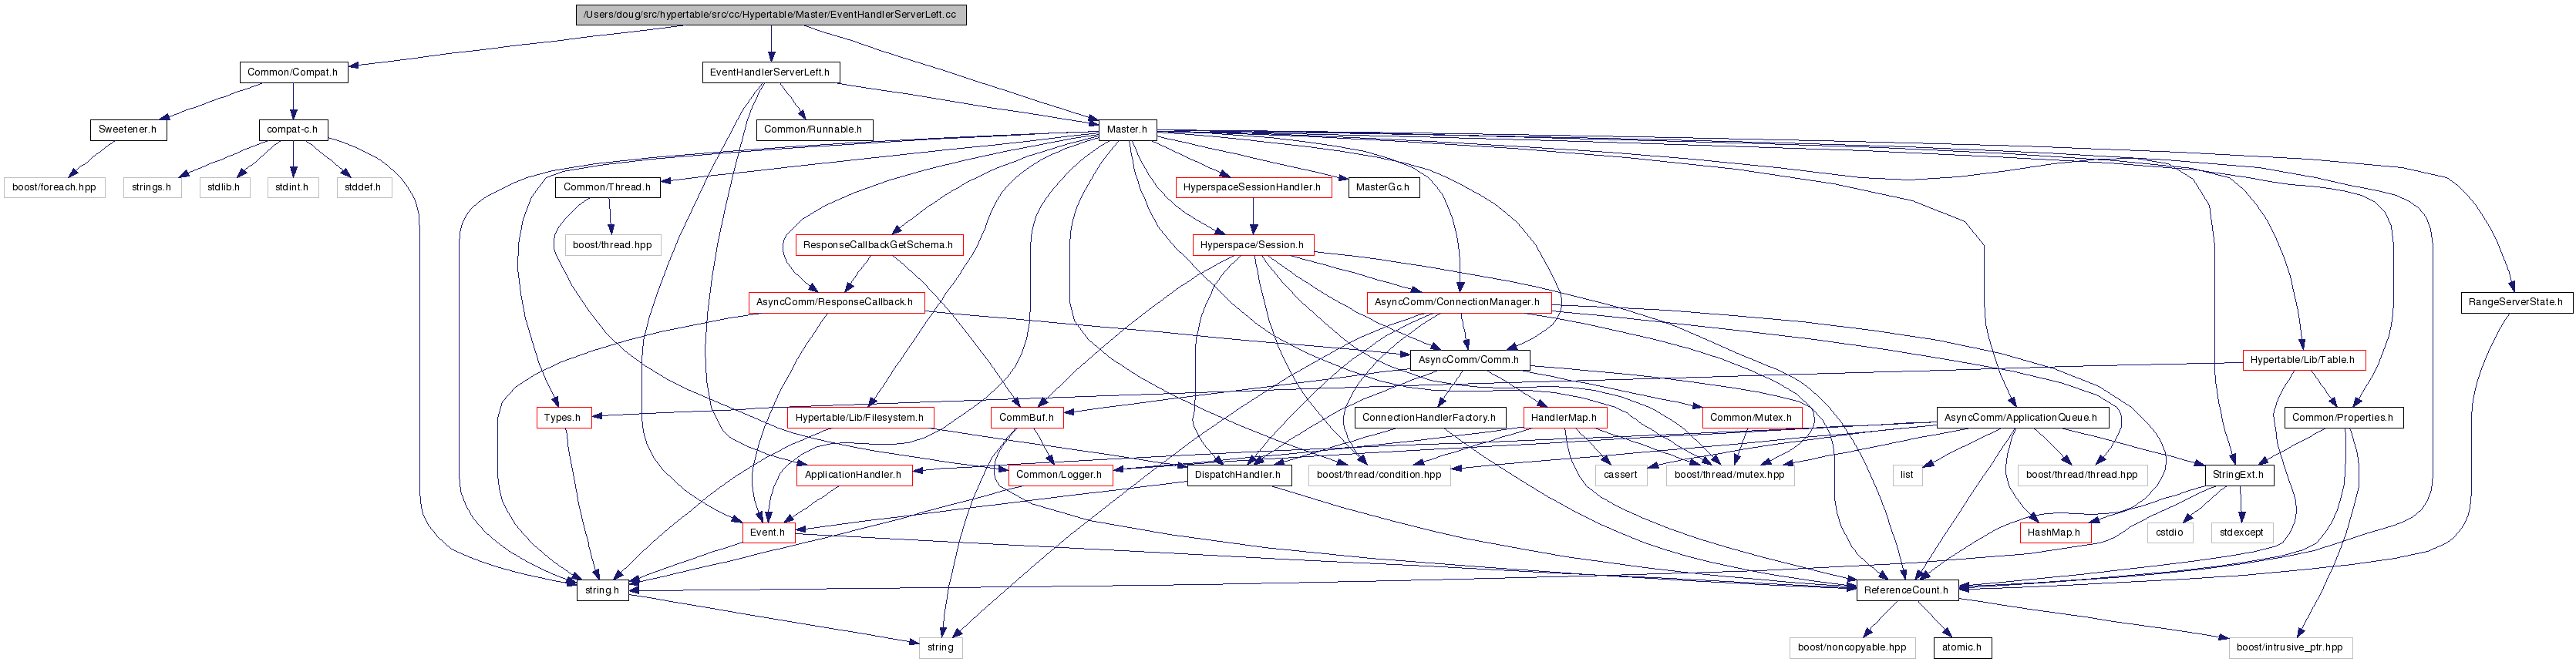 /Users/doug/src/hypertable/src/cc/Hypertable/Master/EventHandlerServerLeft.cc
Common/Compat.h
EventHandlerServerLeft.h
Sweetener.h
compat-c.h
Common/Runnable.h
Master.h
boost/foreach.hpp
strings.h
stdlib.h
stdint.h
stddef.h
Common/Thread.h
HyperspaceSessionHandler.h
MasterGc.h
boost/thread.hpp
ResponseCallbackGetSchema.h
Hyperspace/Session.h
AsyncComm/ResponseCallback.h
AsyncComm/ConnectionManager.h
RangeServerState.h
AsyncComm/Comm.h
Hypertable/Lib/Table.h
Types.h
Hypertable/Lib/Filesystem.h
CommBuf.h
ConnectionHandlerFactory.h
HandlerMap.h
Common/Mutex.h
AsyncComm/ApplicationQueue.h
Common/Properties.h
ApplicationHandler.h
Common/Logger.h
DispatchHandler.h
boost/thread/condition.hpp
cassert
boost/thread/mutex.hpp
list
boost/thread/thread.hpp
StringExt.h
Event.h
HashMap.h
cstdio
stdexcept
string.h
ReferenceCount.h
string
boost/noncopyable.hpp
atomic.h
boost/intrusive_ptr.hpp